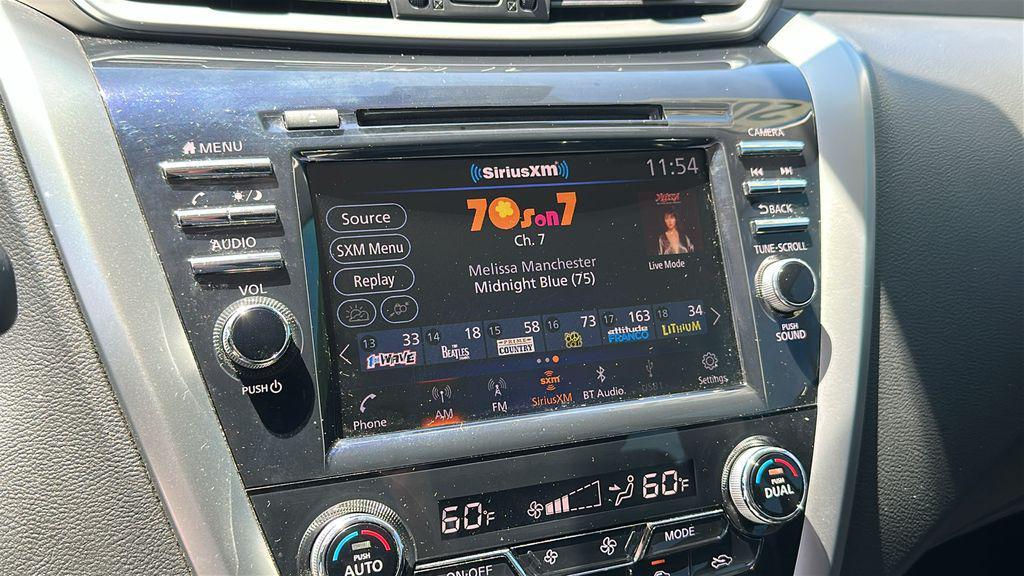 MENU
AUDIO
VOL
PUSH
SiriusXM
11:54
70s on 7
Ch. 7
Source
SXM Menu
Replay
Melissa Manchester
Midnight Blue (75)
Live Mode
13 33 1st WAVE
14 18 The BEATLES
15 58 PRIME COUNTRY
16 73
17 163 attitude FRANCO
18 34 LITHIUM
Phone
AM
FM
sxm
SiriusXM
BT Audio
Settings
CAMERA
BACK
TUNE·SCROLL
PUSH
SOUND
60°F
60°F
PUSH
AUTO
ON·OFF
MODE
PUSH
DUAL